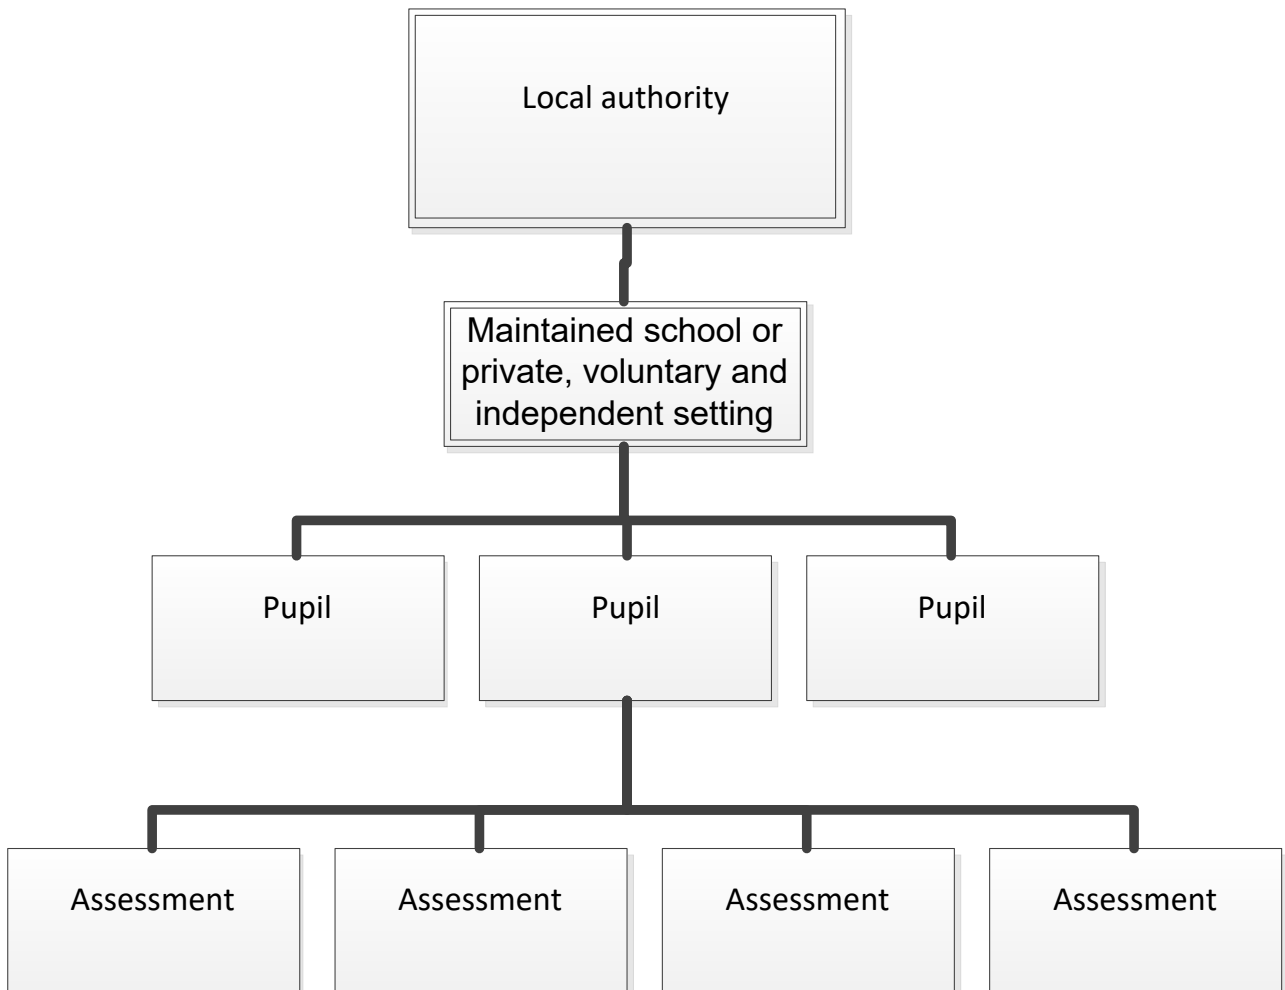 Local authority
Maintained school or
private, voluntary and
independent setting
Pupil
Pupil
Pupil
Assessment
Assessment
Assessment
Assessment